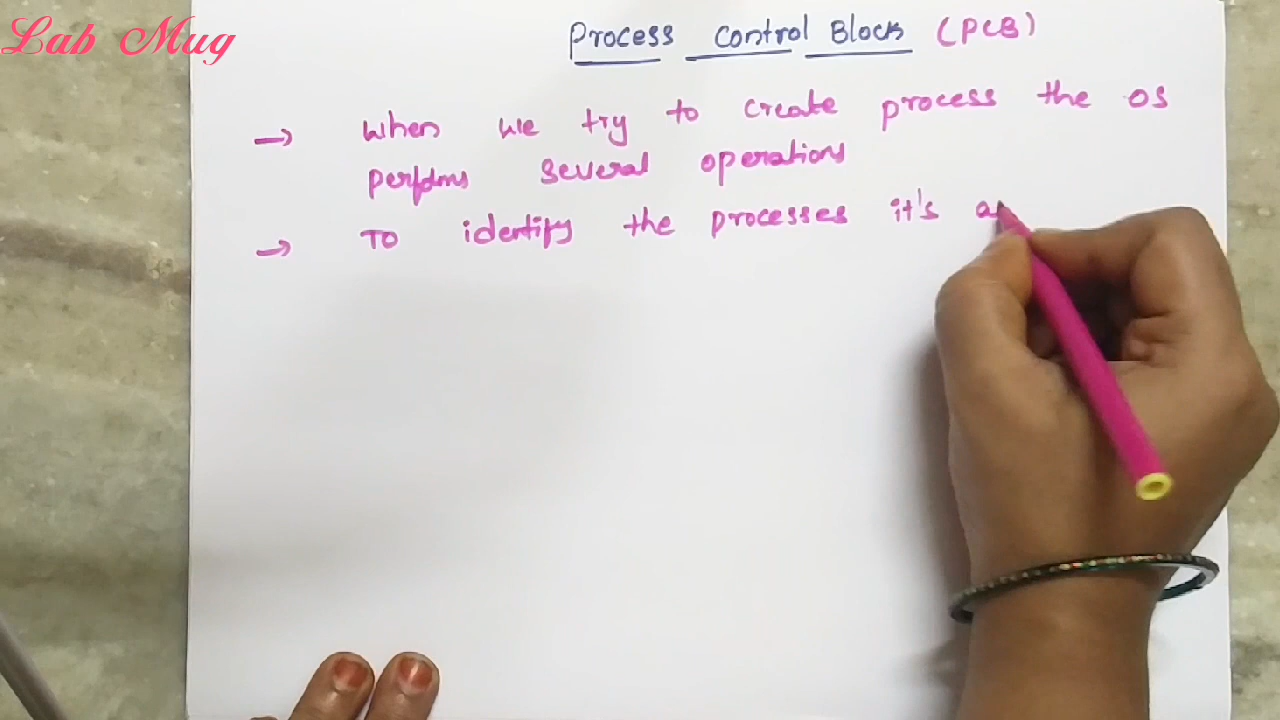 Lab Mug
Process Control Block (PCB)
→ When we try to create process the OS
performs several operations
→ To identify the processes it's